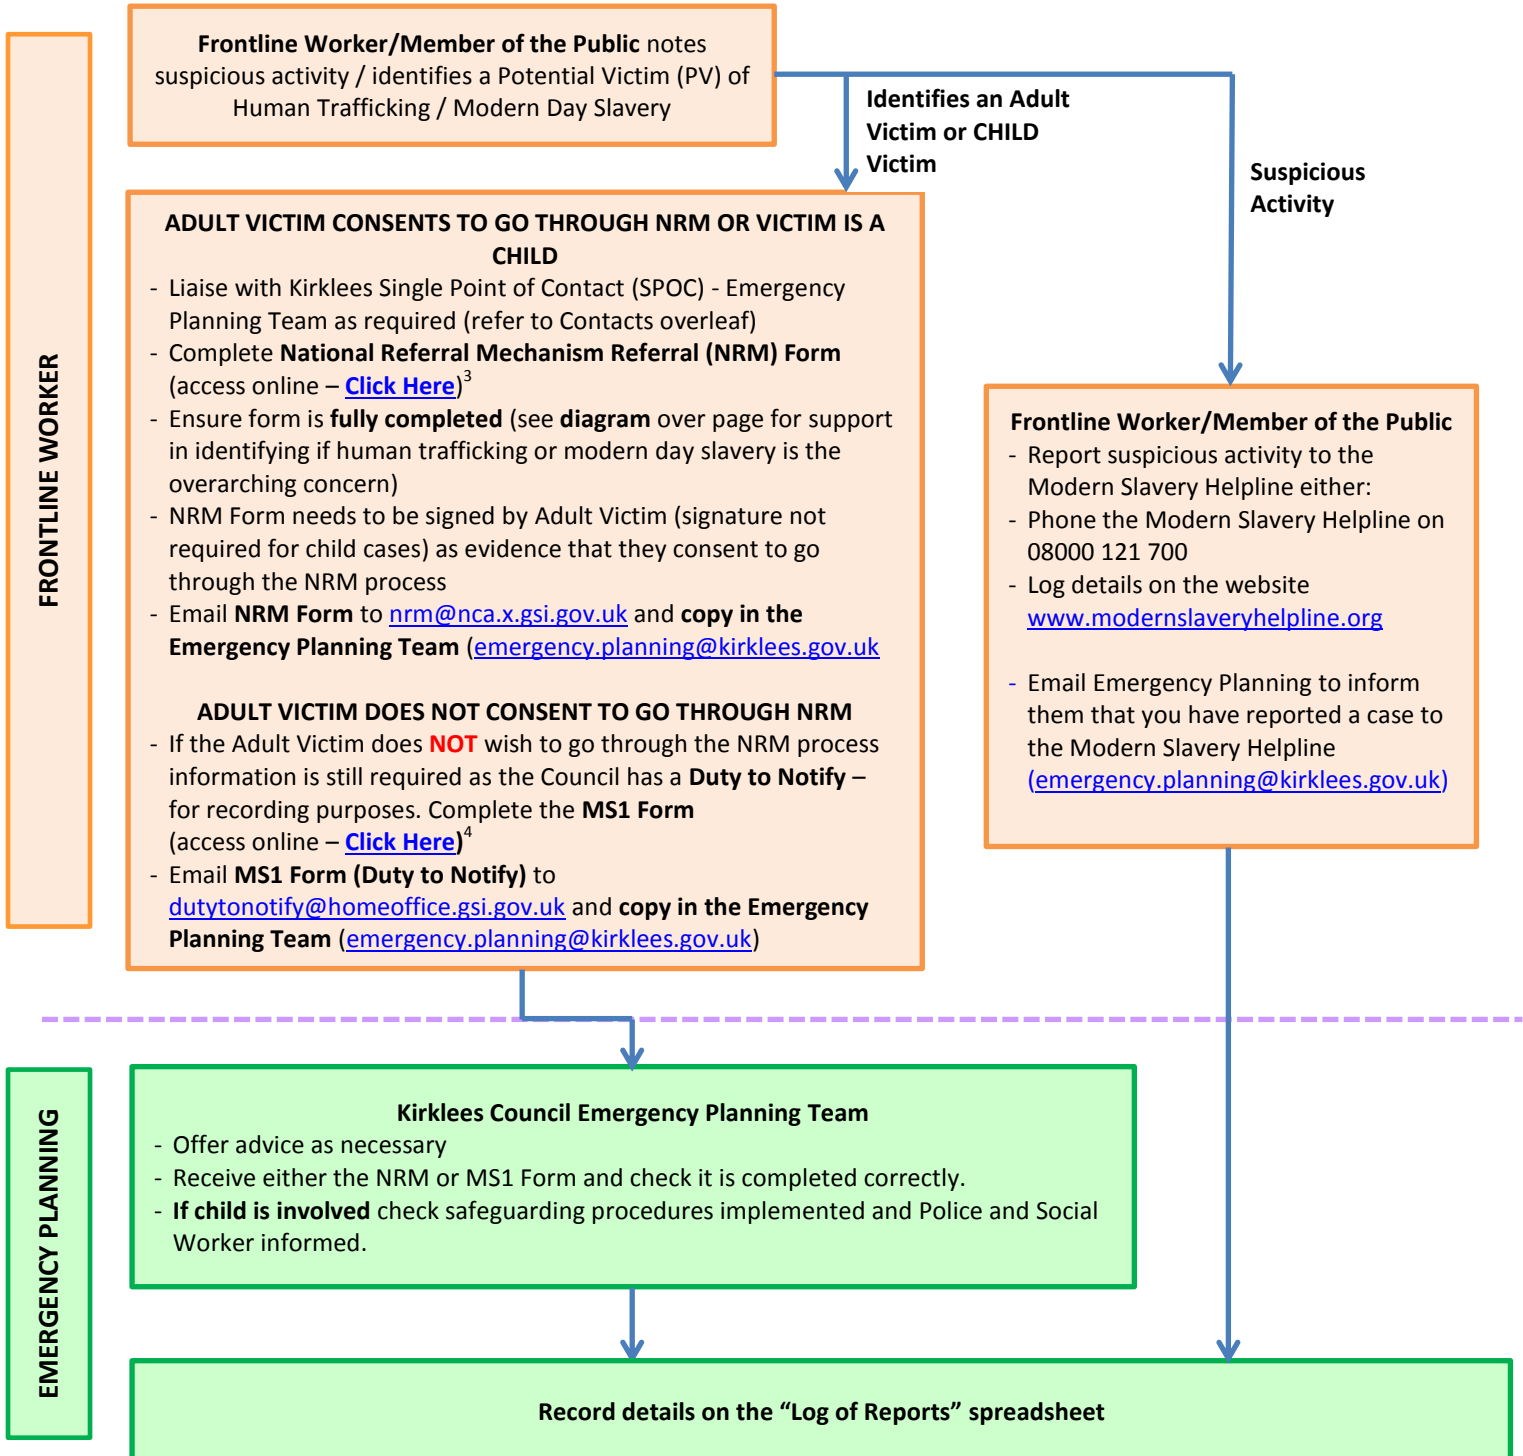 Frontline Worker/Member of the Public notes
suspicious activity / identifies a Potential Victim (PV) of
Human Trafficking / Modern Day Slavery
Identifies an Adult
Victim or CHILD
Victim
Suspicious
Activity
FRONTLINE WORKER
ADULT VICTIM CONSENTS TO GO THROUGH NRM OR VICTIM IS A
CHILD
- Liaise with Kirklees Single Point of Contact (SPOC) - Emergency
Planning Team as required (refer to Contacts overleaf)
- Complete National Referral Mechanism Referral (NRM) Form
(access online – Click Here)3
- Ensure form is fully completed (see diagram over page for support
in identifying if human trafficking or modern day slavery is the
overarching concern)
- NRM Form needs to be signed by Adult Victim (signature not
required for child cases) as evidence that they consent to go
through the NRM process
- Email NRM Form to nrm@nca.x.gsi.gov.uk and copy in the
Emergency Planning Team (emergency.planning@kirklees.gov.uk
ADULT VICTIM DOES NOT CONSENT TO GO THROUGH NRM
- If the Adult Victim does NOT wish to go through the NRM process
information is still required as the Council has a Duty to Notify –
for recording purposes. Complete the MS1 Form
(access online – Click Here)4
- Email MS1 Form (Duty to Notify) to
dutytonotify@homeoffice.gsi.gov.uk and copy in the Emergency
Planning Team (emergency.planning@kirklees.gov.uk)
Frontline Worker/Member of the Public
- Report suspicious activity to the
Modern Slavery Helpline either:
- Phone the Modern Slavery Helpline on
08000 121 700
- Log details on the website
www.modernslaveryhelpline.org
- Email Emergency Planning to inform
them that you have reported a case to
the Modern Slavery Helpline
(emergency.planning@kirklees.gov.uk)
EMERGENCY PLANNING
Kirklees Council Emergency Planning Team
- Offer advice as necessary
- Receive either the NRM or MS1 Form and check it is completed correctly.
- If child is involved check safeguarding procedures implemented and Police and Social
Worker informed.
Record details on the “Log of Reports” spreadsheet